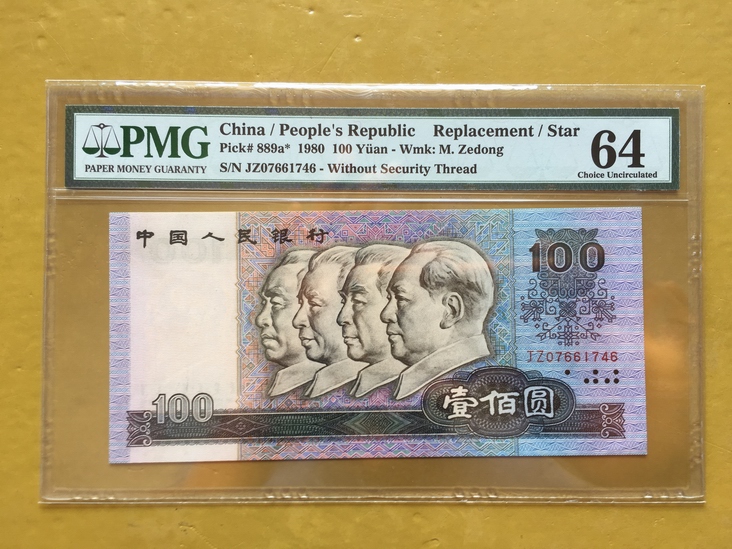 PMG
PAPER MONEY GUARANTY
China / People's Republic Replacement / Star
Pick# 889a* 1980 100 Yüan - Wmk: M. Zedong
S/N JZ07661746 - Without Security Thread
64
Choice Uncirculated
中国人民银行
100
JZ07661746
100
壹佰圆